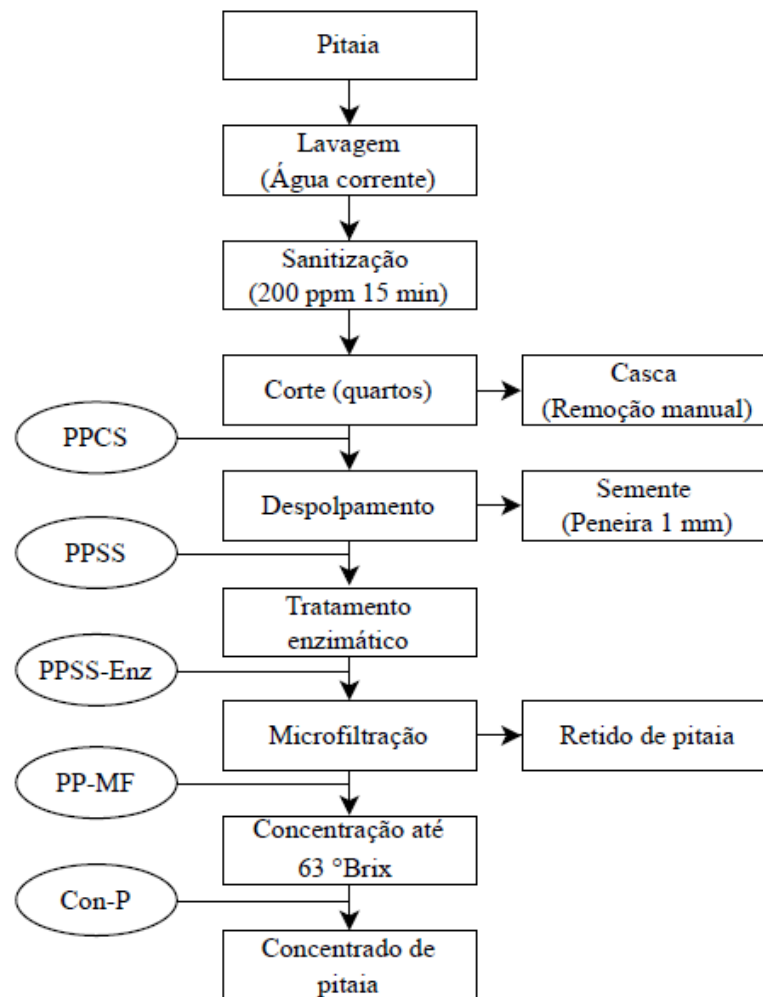 Pitaia
Lavagem
(Água corrente)
Sanitização
(200 ppm 15 min)
Corte (quartos)
Casca
(Remoção manual)
PPCS
Despolpamento
Semente
(Peneira 1 mm)
PPSS
Tratamento
enzimático
PPSS-Enz
Microfiltração
Retido de pitaia
PP-MF
Concentração até
63 °Brix
Con-P
Concentrado de
pitaia